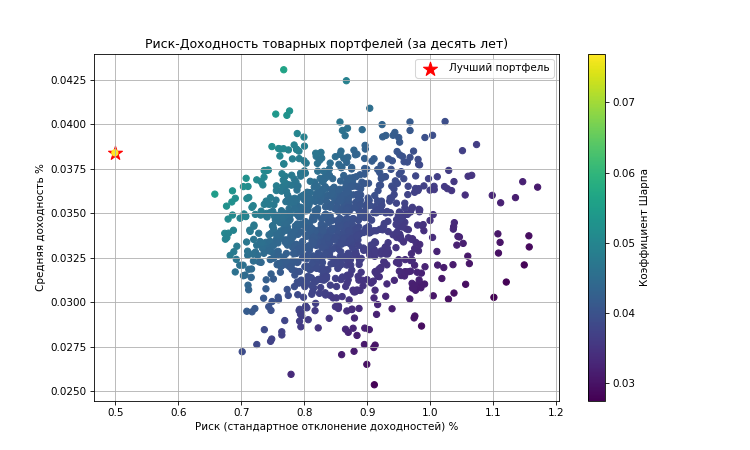 Риск-Доходность товарных портфелей (за десять лет)
Лучший портфель
0.0425
0.0400
0.0375
0.0350
0.0325
0.0300
0.0275
0.0250
Средняя доходность %
0.5 0.6 0.7 0.8 0.9 1.0 1.1 1.2
Риск (стандартное отклонение доходностей) %
0.07
0.06
0.05
0.04
0.03
Коэффициент Шарпа